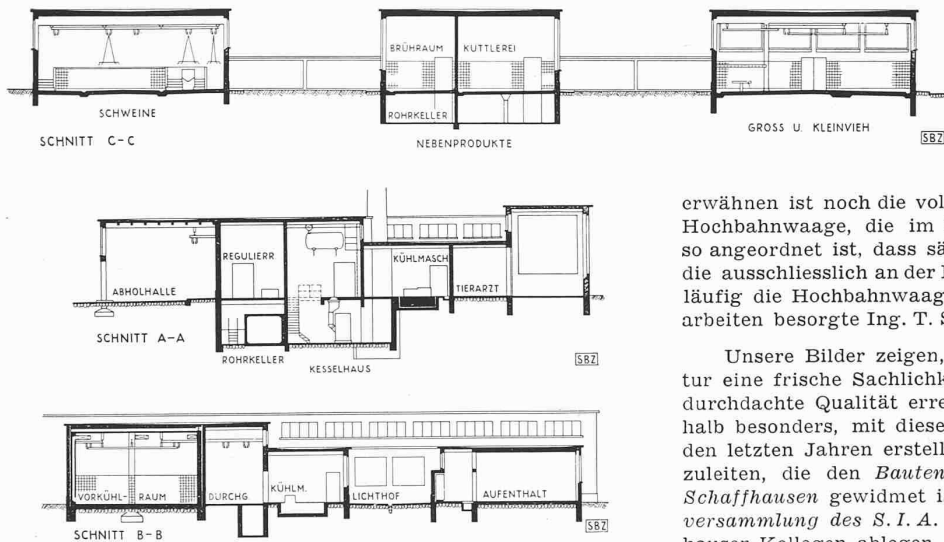 BRÜHRAUM KUTTLEREI
ROHRKELLER
SCHWEINE
SCHNITT C-C
NEBENPRODUKTE
GROSS U. KLEINVIEH
SBZ
REGULIERR.
KÜHLMASCH
ABHOLHALLE
TIERARZT
SCHNITT A-A
ROHRKELLER KESSELHAUS
SBZ
VORKÜHL-RAUM DURCHG. KÜHLM. LICHTHOF AUFENTHALT
SCHNITT B-B
SBZ
erwähnen ist noch die vol
Hochbahnwaage, die im
so angeordnet ist, dass sä
die ausschliesslich an der
läufig die Hochbahnwaag
arbeiten besorgte Ing. T. S
Unsere Bilder zeigen,
tur eine frische Sachlichk
durchdachte Qualität erre
halb besonders, mit diese
den letzten Jahren erstell
zuleiten, die den Bauten
Schaffhausen gewidmet i
versammlung des S. I. A.